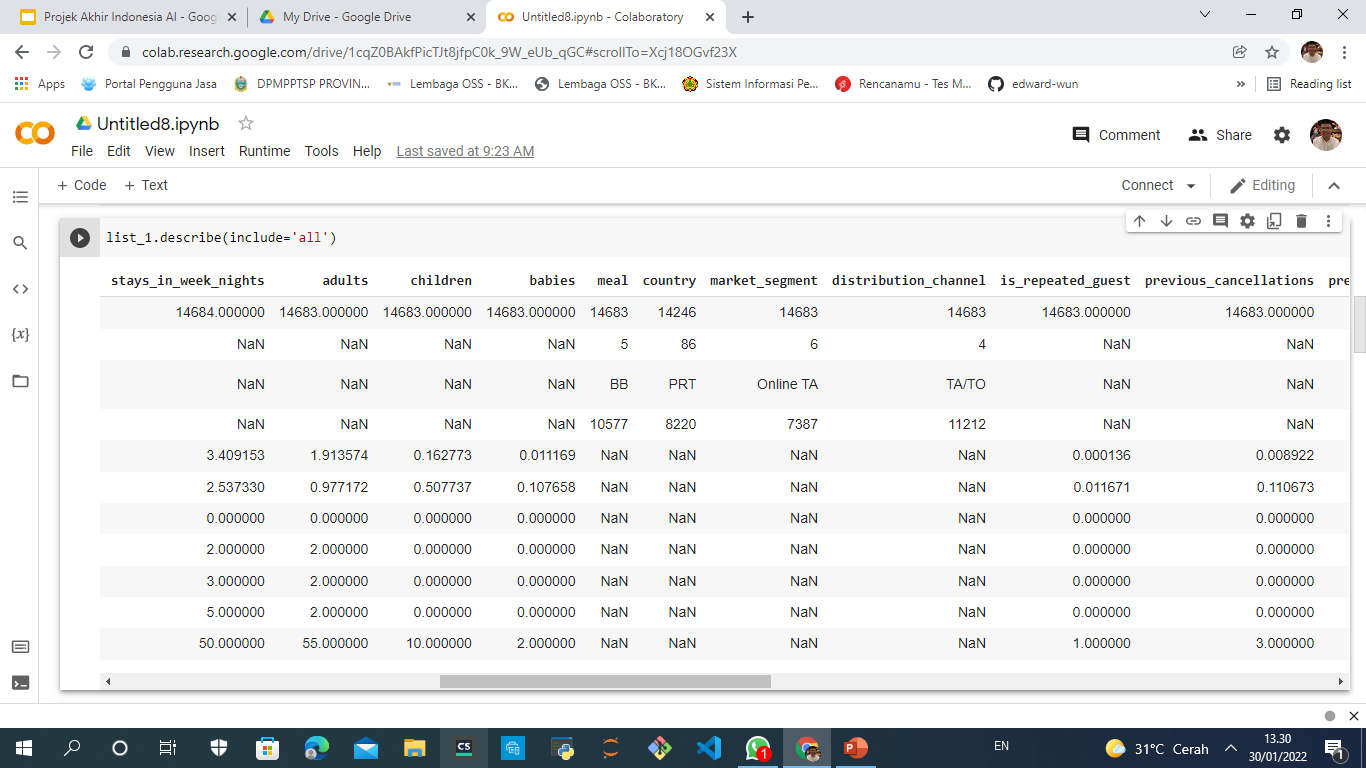 Projek Akhir Indonesia AI - Goog
My Drive - Google Drive
Untitled8.ipynb - Colaboratory
colab.research.google.com/drive/1cqZ0BAkfPicTJt8jfpC0k_9W_eUb_qGC#scrollTo=Xcj18OGvf23X
Apps Portal Pengguna Jasa DPMPPTSP PROVIN... Lembaga OSS - BK... Lembaga OSS - BK... Sistem Informasi Pe... Rencanamu - Tes M... edward-wun » Reading list
Untitled8.ipynb
Comment Share
File Edit View Insert Runtime Tools Help Last saved at 9:23 AM
+ Code + Text Connect Editing
list_1.describe(include='all')
stays_in_week_nights adults children babies meal country market_segment distribution_channel is_repeated_guest previous_cancellations pre
14684.000000 14683.000000 14683.000000 14683.000000 14683 14246 14683 14683 14683.000000 14683.000000
NaN NaN NaN NaN 5 86 6 4 NaN NaN
NaN NaN NaN NaN BB PRT Online TA TA/TO NaN NaN
NaN NaN NaN NaN 10577 8220 7387 11212 NaN NaN
3.409153 1.913574 0.162773 0.011169 NaN NaN NaN NaN 0.000136 0.008922
2.537330 0.977172 0.507737 0.107658 NaN NaN NaN NaN 0.011671 0.110673
0.000000 0.000000 0.000000 0.000000 NaN NaN NaN NaN 0.000000 0.000000
2.000000 2.000000 0.000000 0.000000 NaN NaN NaN NaN 0.000000 0.000000
3.000000 2.000000 0.000000 0.000000 NaN NaN NaN NaN 0.000000 0.000000
5.000000 2.000000 0.000000 0.000000 NaN NaN NaN NaN 0.000000 0.000000
50.000000 55.000000 10.000000 2.000000 NaN NaN NaN NaN 1.000000 3.000000
CS 1 EN 31°C Cerah 13.30 1
30/01/2022